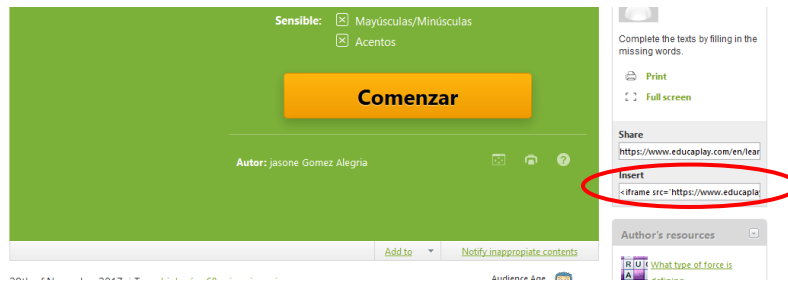 Sensible: Mayúsculas/Minúsculas
Acentos
Comenzar
Autor: jasone Gomez Alegria
Add to
Notify inappropiate contents
Audience Age
Complete the texts by filling in the
missing words.
Print
Full screen
Share
https://www.educaplay.com/en/lear
Insert
<iframe src='https://www.educapla
Author's resources
What type of force is